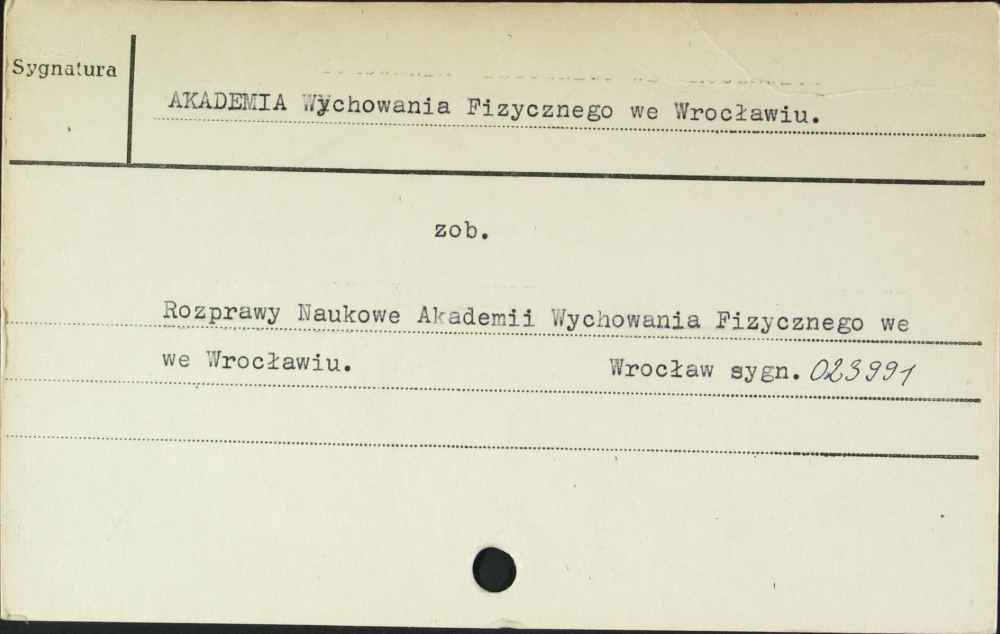 Sygnatura
AKADEMIA Wychowania Fizycznego we Wrocławiu.
zob.
Rozprawy Naukowe Akademii Wychowania Fizycznego we
we Wrocławiu. Wrocław sygn. 023991